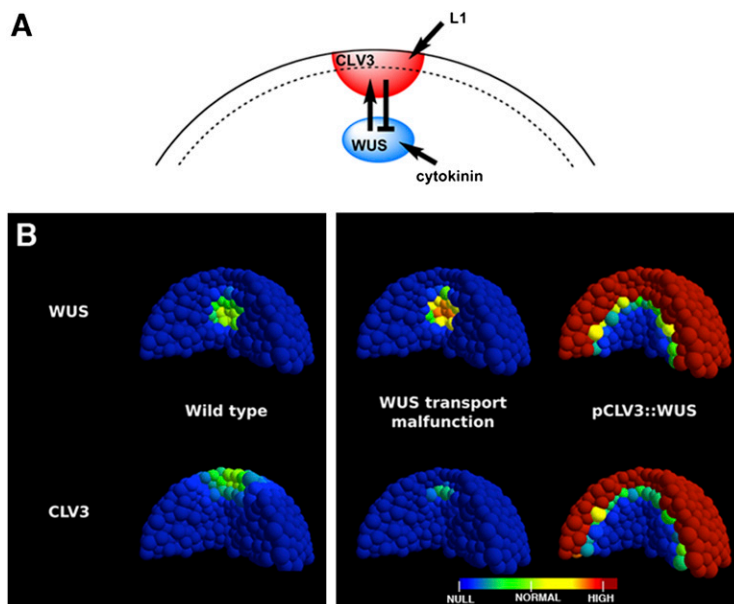 A
L1
CLV3
WUS
cytokinin
B
WUS
Wild type
WUS transport
malfunction
pCLV3::WUS
CLV3
NULL
NORMAL
HIGH